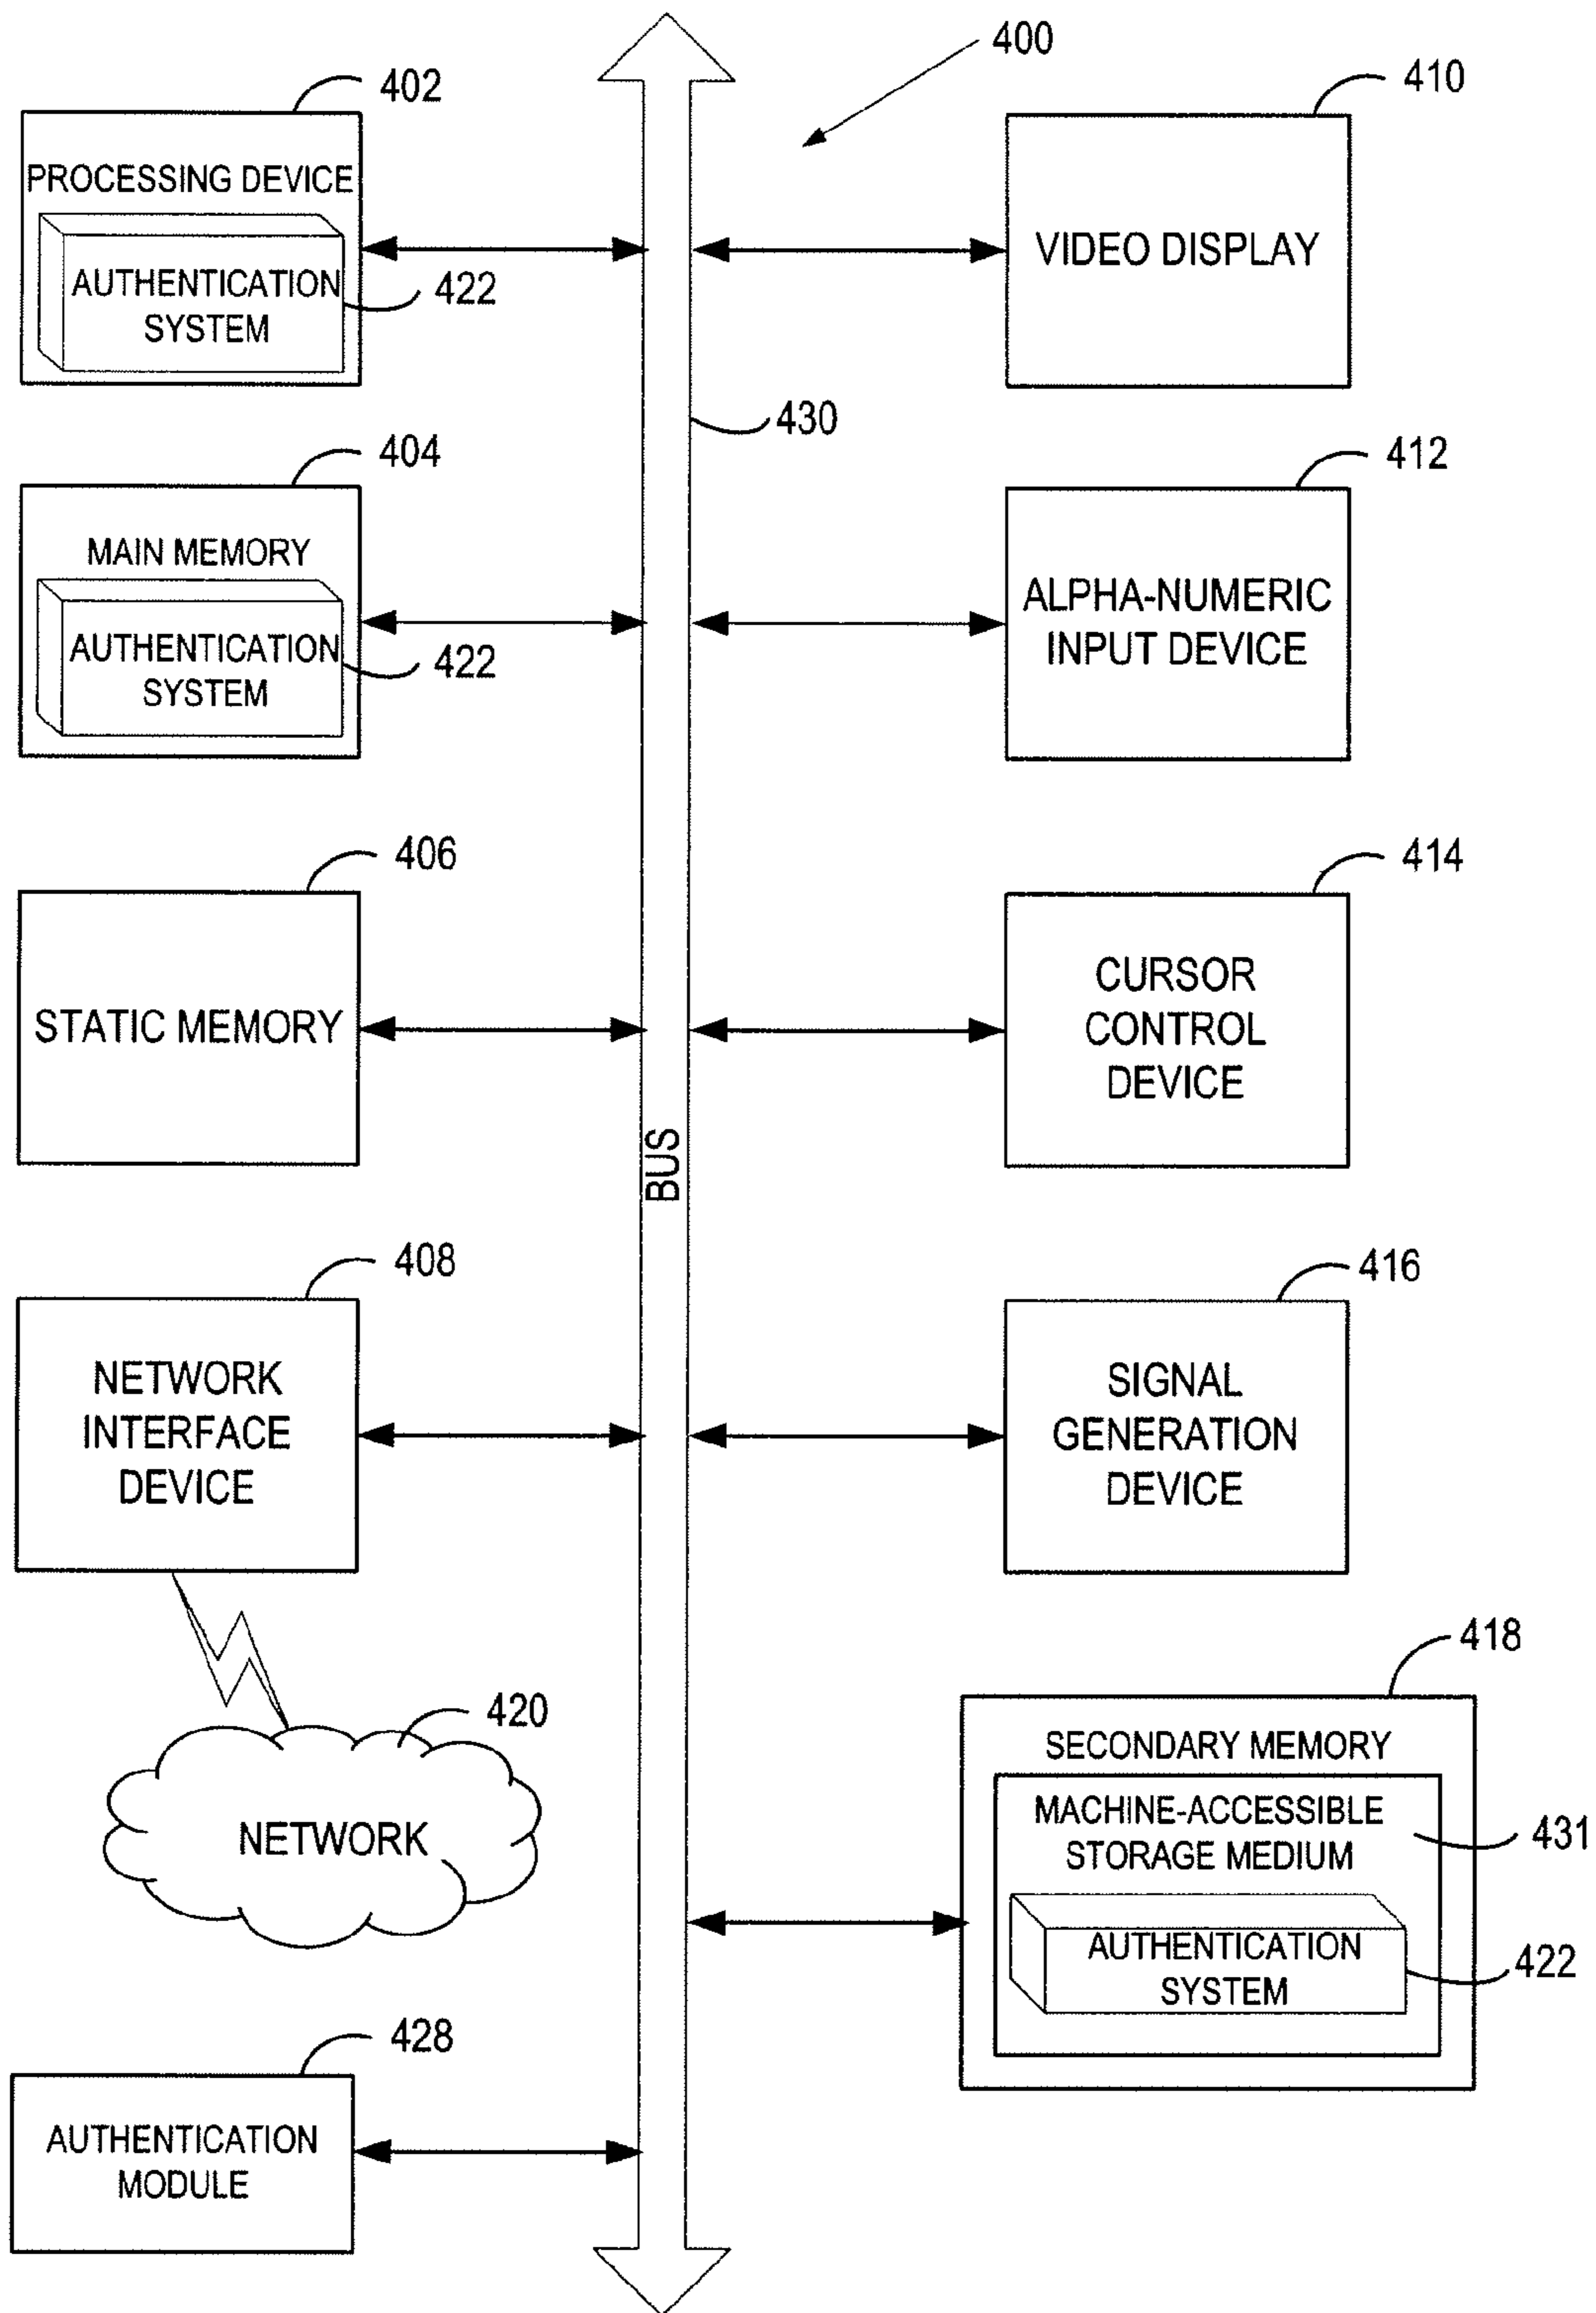 400
402
PROCESSING DEVICE
AUTHENTICATION
SYSTEM
422
410
VIDEO DISPLAY
430
404
MAIN MEMORY
AUTHENTICATION
SYSTEM
422
412
ALPHA-NUMERIC
INPUT DEVICE
406
STATIC MEMORY
414
CURSOR
CONTROL
DEVICE
BUS
408
NETWORK
INTERFACE
DEVICE
416
SIGNAL
GENERATION
DEVICE
420
NETWORK
418
SECONDARY MEMORY
MACHINE-ACCESSIBLE
STORAGE MEDIUM
431
AUTHENTICATION
SYSTEM
422
428
AUTHENTICATION
MODULE